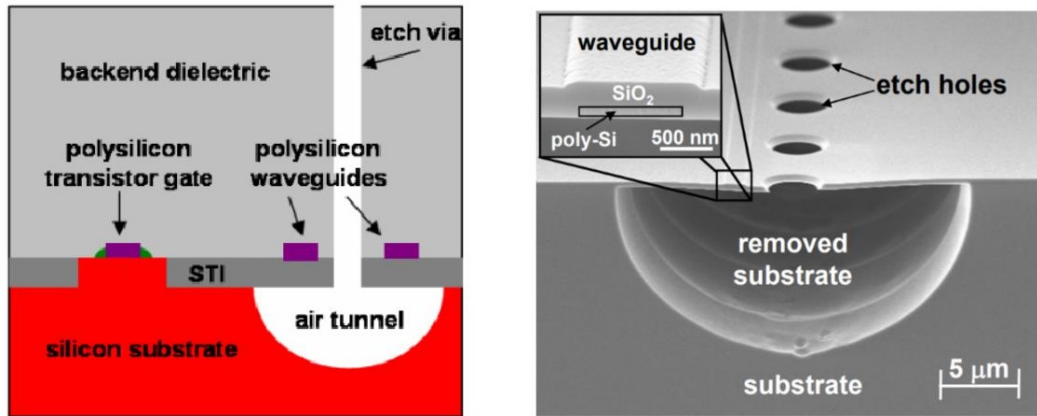 etch via
backend dielectric
polysilicon
transistor gate
polysilicon
waveguides
STI
air tunnel
silicon substrate
waveguide
SiO2
poly-Si
500 nm
etch holes
removed
substrate
substrate
5 μm